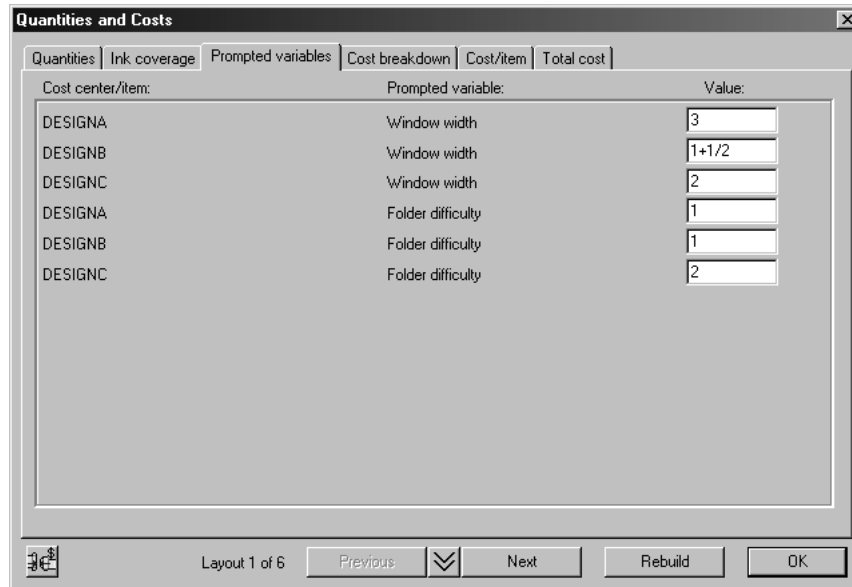 Quantities and Costs
Quantities Ink coverage Prompted variables Cost breakdown Cost/item Total cost
Cost center/item: Prompted variable: Value:
DESIGNA Window width 3
DESIGNB Window width 1+1/2
DESIGNC Window width 2
DESIGNA Folder difficulty 1
DESIGNB Folder difficulty 1
DESIGNC Folder difficulty 2
Layout 1 of 6 Previous Next Rebuild OK